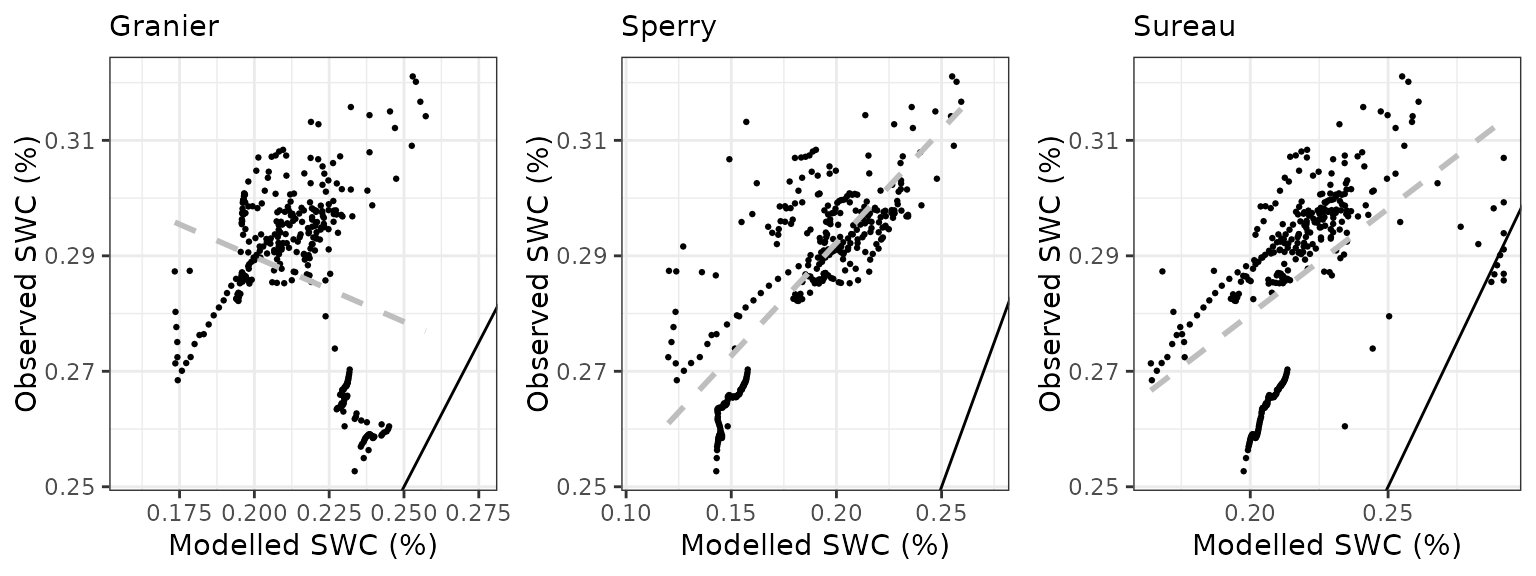 Granier
Observed SWC (%)
0.31
0.29
0.27
0.25
0.175 0.200 0.225 0.250 0.275
Modelled SWC (%)
Sperry
Observed SWC (%)
0.31
0.29
0.27
0.25
0.10 0.15 0.20 0.25
Modelled SWC (%)
Sureau
Observed SWC (%)
0.31
0.29
0.27
0.25
0.20 0.25
Modelled SWC (%)